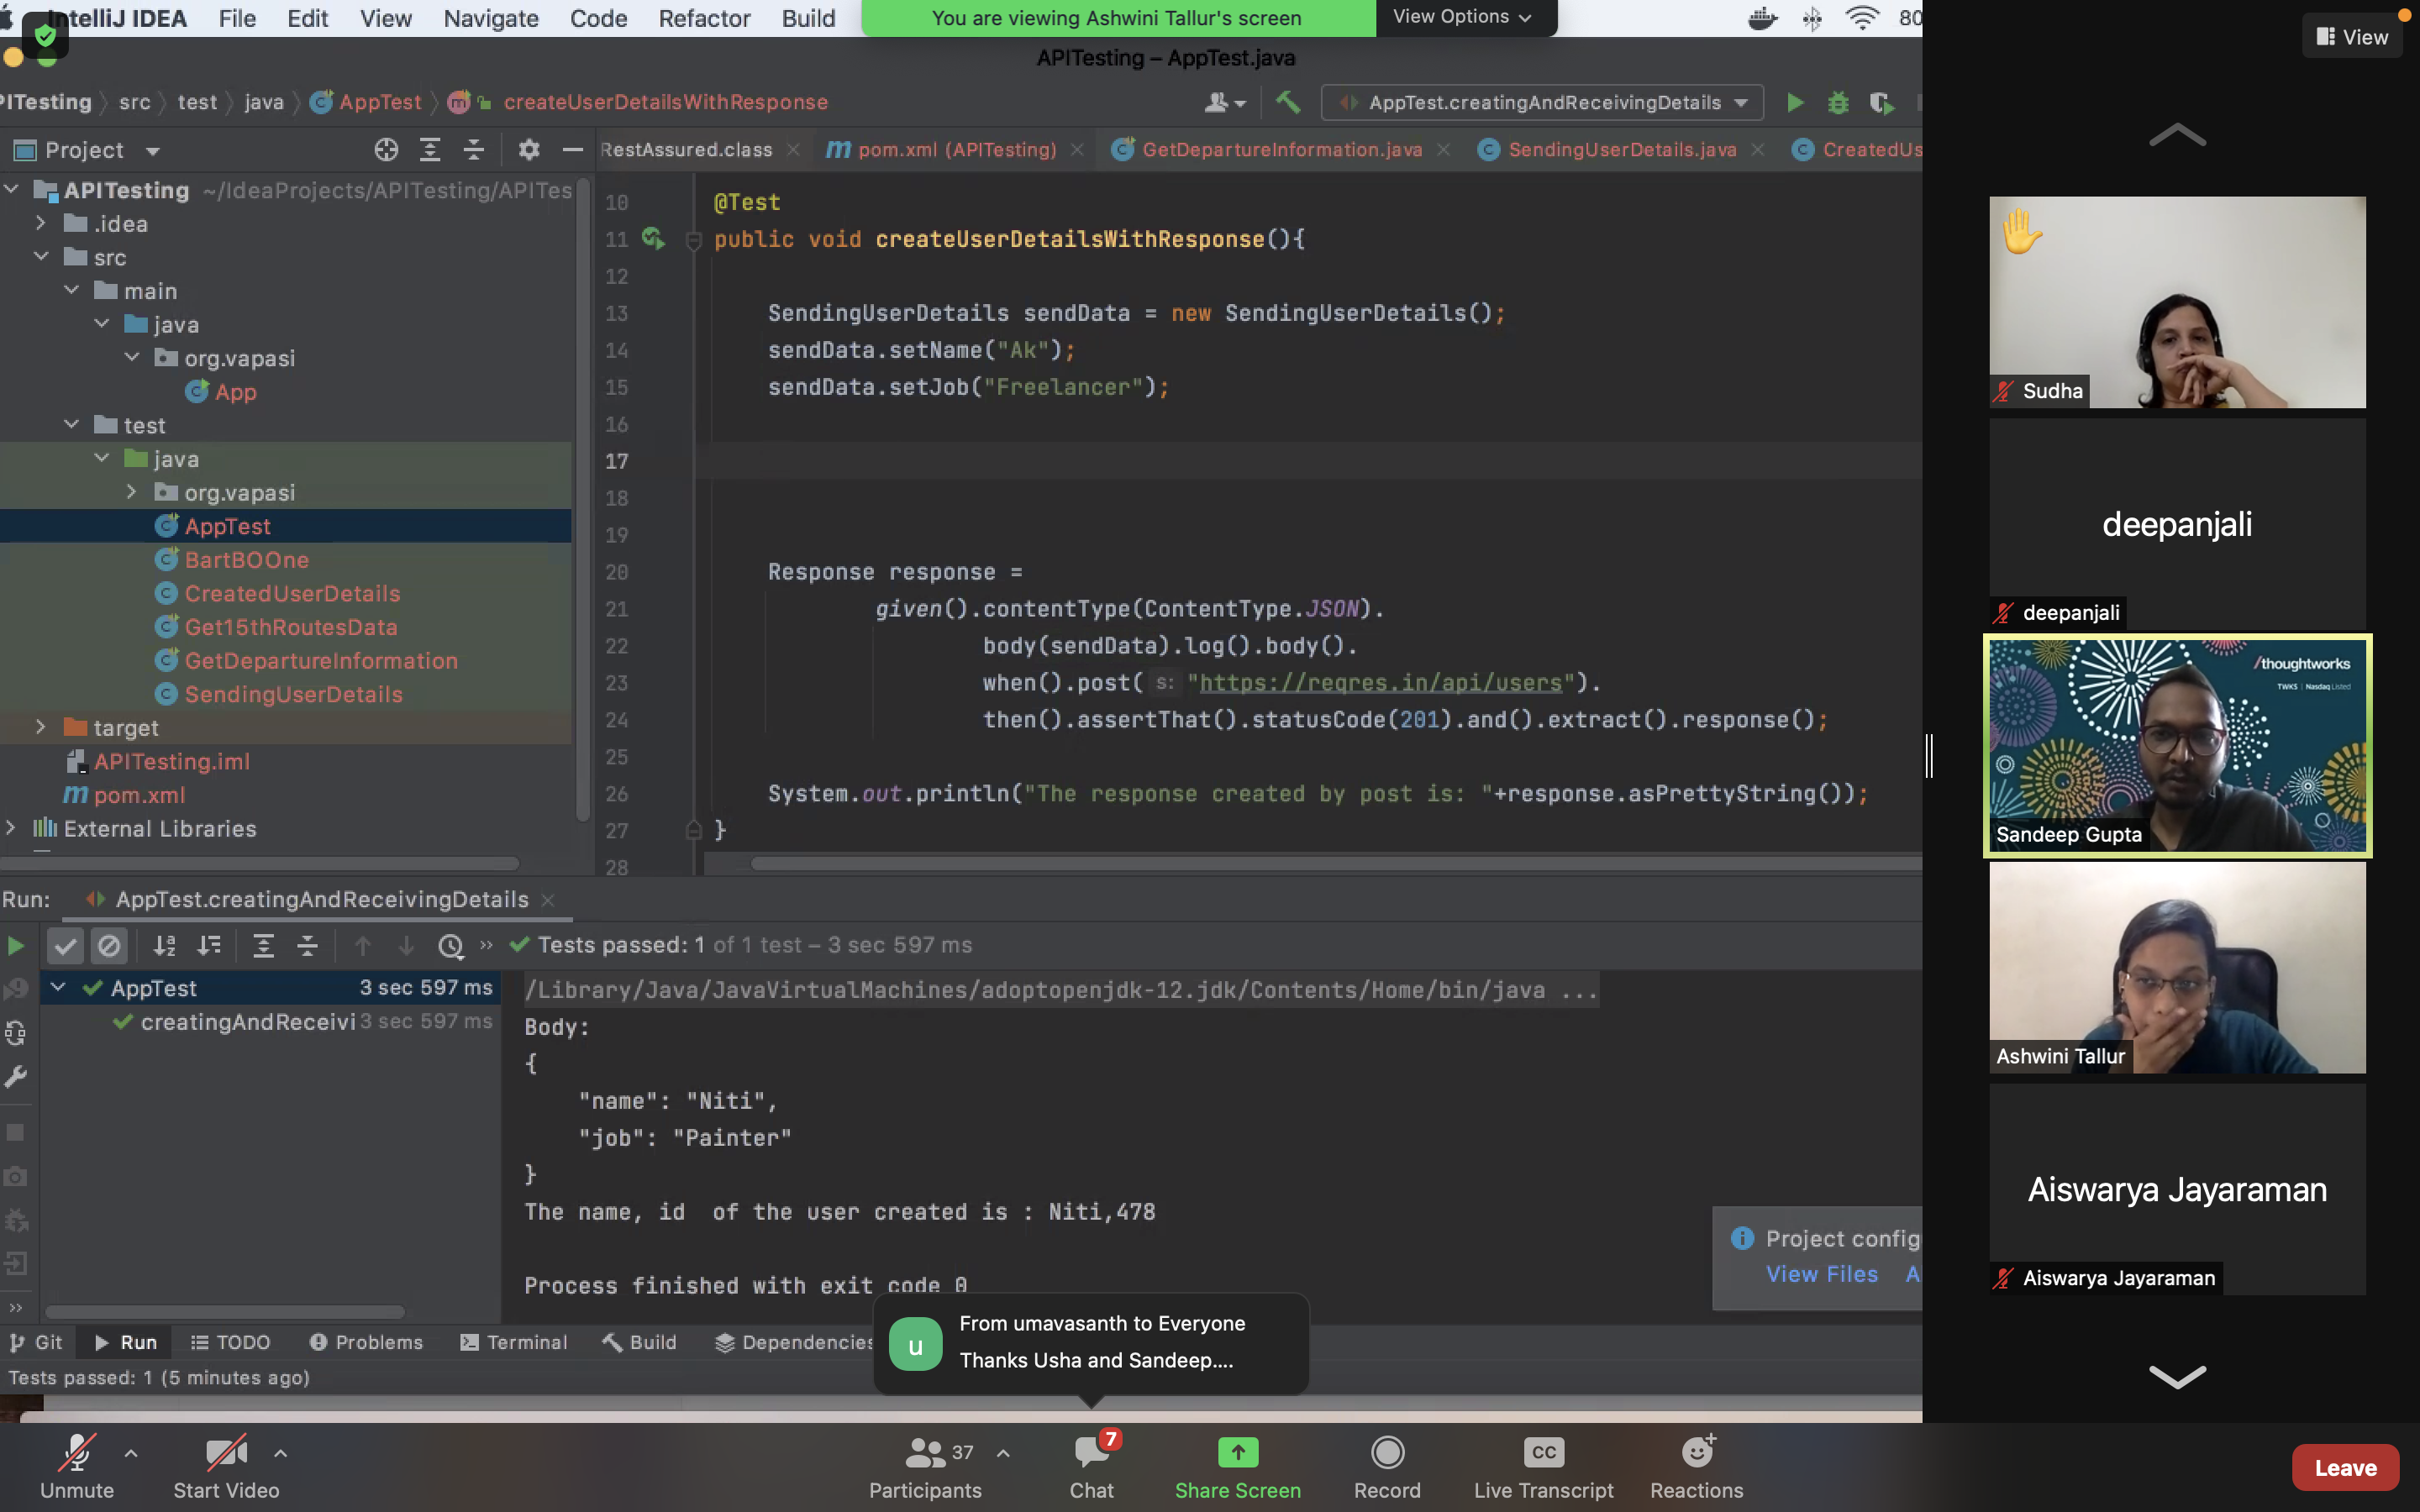 IntelliJ IDEA File Edit View Navigate Code Refactor Build
You are viewing Ashwini Tallur's screen
View Options
80
View
APITesting – AppTest.java
PITesting src test java AppTest createUserDetailsWithResponse
AppTest.creatingAndReceivingDetails
Project
RestAssured.class
pom.xml (APITesting)
GetDepartureInformation.java
SendingUserDetails.java
CreatedUs
APITesting ~/IdeaProjects/APITesting/APITes
.idea
src
main
java
org.vapasi
App
test
java
org.vapasi
AppTest
BartBOOne
CreatedUserDetails
Get15thRoutesData
GetDepartureInformation
SendingUserDetails
target
APITesting.iml
pom.xml
External Libraries
10 @Test
11 public void createUserDetailsWithResponse(){
12
13 SendingUserDetails sendData = new SendingUserDetails();
14 sendData.setName("Ak");
15 sendData.setJob("Freelancer");
16
17
18
19
20 Response response =
21 given().contentType(ContentType.JSON).
22 body(sendData).log().body().
23 when().post( s: "https://reqres.in/api/users").
24 then().assertThat().statusCode(201).and().extract().response();
25
26 System.out.println("The response created by post is: "+response.asPrettyString());
27 }
28
Run: AppTest.creatingAndReceivingDetails
Tests passed: 1 of 1 test – 3 sec 597 ms
AppTest 3 sec 597 ms
creatingAndReceivi 3 sec 597 ms
/Library/Java/JavaVirtualMachines/adoptopenjdk-12.jdk/Contents/Home/bin/java ...
Body:
{
"name": "Niti",
"job": "Painter"
}
The name, id  of the user created is : Niti,478
Process finished with exit code 0
Project config
View Files A
Git Run TODO Problems Terminal Build Dependencies
Tests passed: 1 (5 minutes ago)
u
From umavasanth to Everyone
Thanks Usha and Sandeep....
Sudha
deepanjali
deepanjali
/thoughtworks
TWKS | Nasdaq Listed
Sandeep Gupta
Ashwini Tallur
Aiswarya Jayaraman
Aiswarya Jayaraman
Unmute
Start Video
37
Participants
7
Chat
Share Screen
Record
CC
Live Transcript
Reactions
Leave